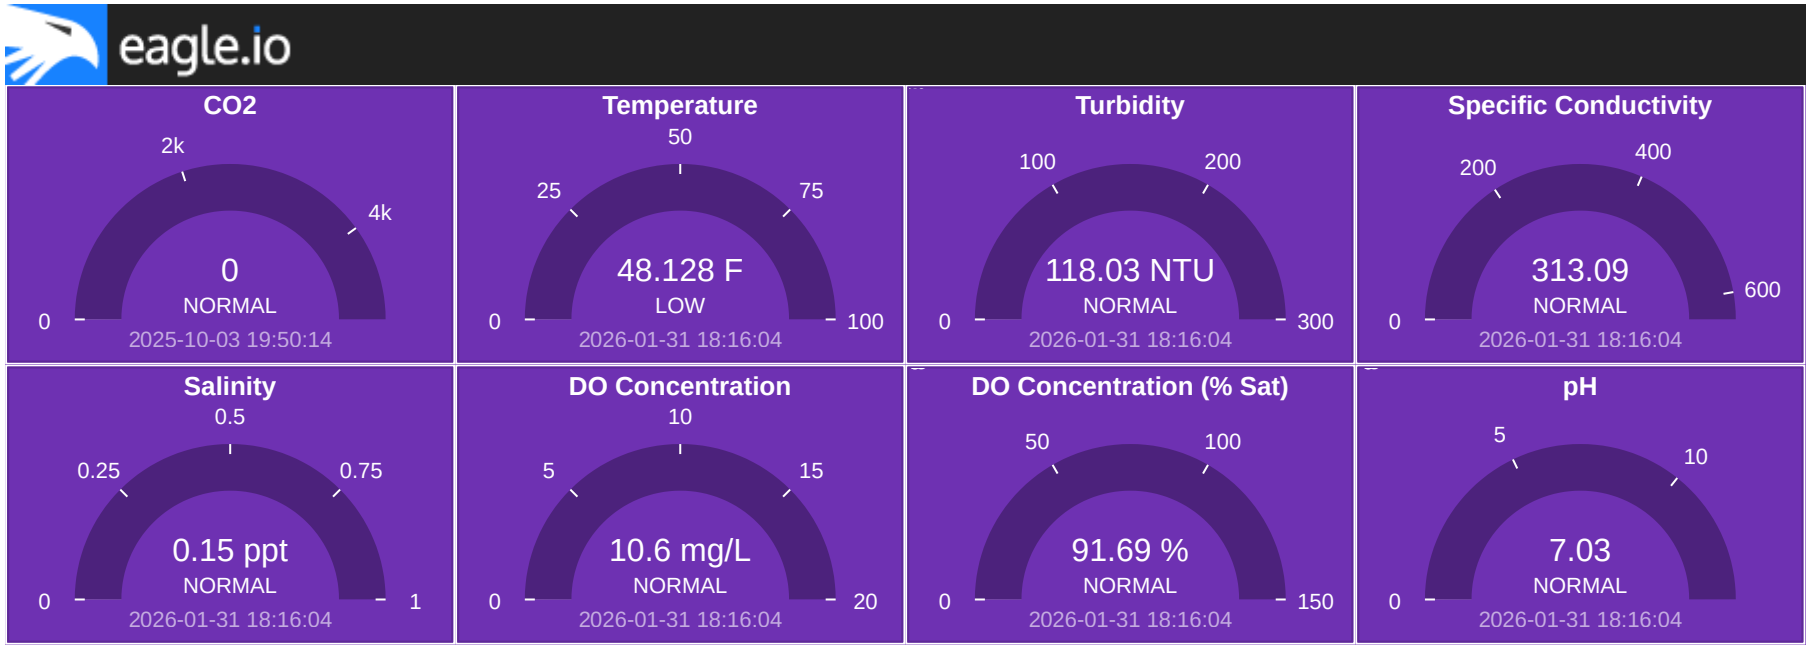 eagle.io
CO2
2k
4k
0
0
NORMAL
2025-10-03 19:50:14
Temperature
50
25
75
48.128 F
LOW
0
100
2026-01-31 18:16:04
Turbidity
100
200
118.03 NTU
NORMAL
0
300
2026-01-31 18:16:04
Specific Conductivity
400
200
313.09
600
NORMAL
0
2026-01-31 18:16:04
Salinity
0.5
0.25
0.75
0.15 ppt
NORMAL
0
1
2026-01-31 18:16:04
DO Concentration
10
5
15
10.6 mg/L
NORMAL
0
20
2026-01-31 18:16:04
DO Concentration (% Sat)
50
100
91.69 %
NORMAL
0
150
2026-01-31 18:16:04
pH
5
10
7.03
NORMAL
0
2026-01-31 18:16:04